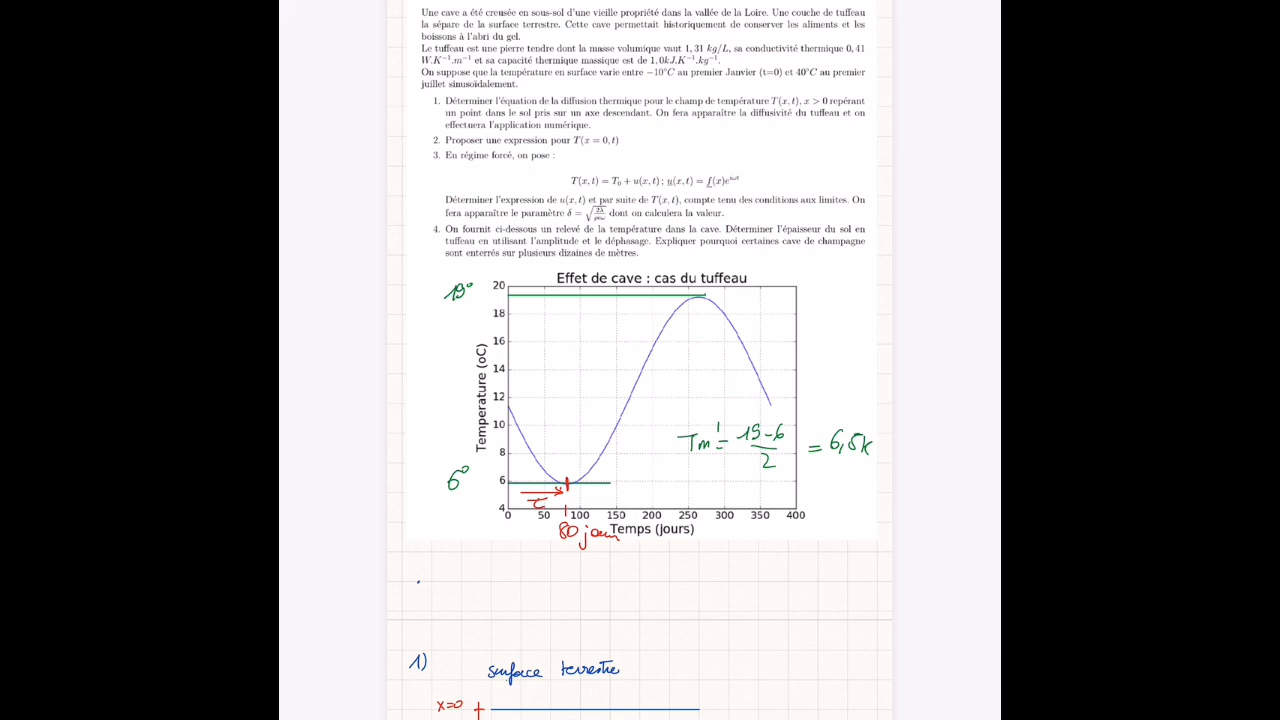 Une cave a été creusée en sous-sol d'une vieille propriété dans la vallée de la Loire. Une couche de tuffeau
la sépare de la surface terrestre. Cette cave permettait historiquement de conserver les aliments et les
boissons à l'abri du gel.
Le tuffeau est une pierre tendre dont la masse volumique vaut 1,31 kg/L, sa conductivité thermique 0,41
W.K⁻¹.m⁻¹ et sa capacité thermique massique est de 1,0kJ.K⁻¹.kg⁻¹.
On suppose que la température en surface varie entre −10°C au premier Janvier (t=0) et 40°C au premier
juillet sinusoïdalement.
1. Déterminer l'équation de la diffusion thermique pour le champ de température T(x,t), x > 0 repérant
un point dans le sol pris sur un axe descendant. On fera apparaître la diffusivité du tuffeau et on
effectuera l'application numérique.
2. Proposer une expression pour T(x = 0, t)
3. En régime forcé, on pose :
T(x,t) = T₀ + u(x,t) ; u(x,t) = f(x)e^{iωt}
Déterminer l'expression de u(x,t) et par suite de T(x,t), compte tenu des conditions aux limites. On
fera apparaître le paramètre δ = √(2λ/ρcω) dont on calculera la valeur.
4. On fournit ci-dessous un relevé de la température dans la cave. Déterminer l'épaisseur du sol en
tuffeau en utilisant l'amplitude et le déphasage. Expliquer pourquoi certaines cave de champagne
sont enterrés sur plusieurs dizaines de mètres.
Effet de cave : cas du tuffeau
19°
20
18
16
14
12
10
8
6
4
Temperature (oC)
Tm' = 19-6/2 = 6,5K
6°
τ
0 50 100 150 200 250 300 350 400
80 jours
Temps (jours)
1)
surface terrestre
x=0